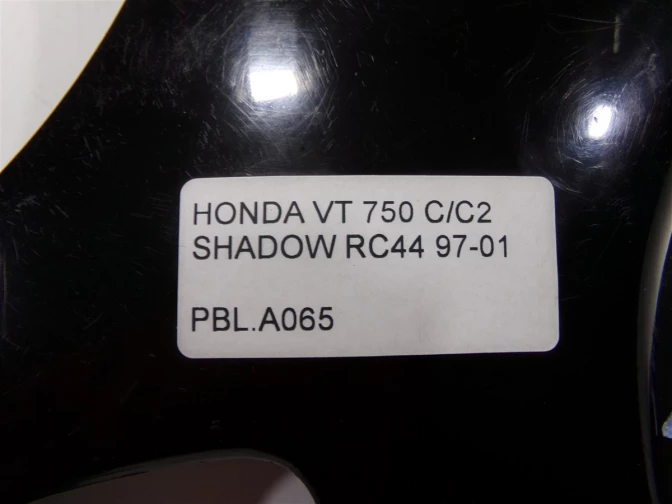 HONDA VT 750 C/C2
SHADOW RC44 97-01
PBL.A065